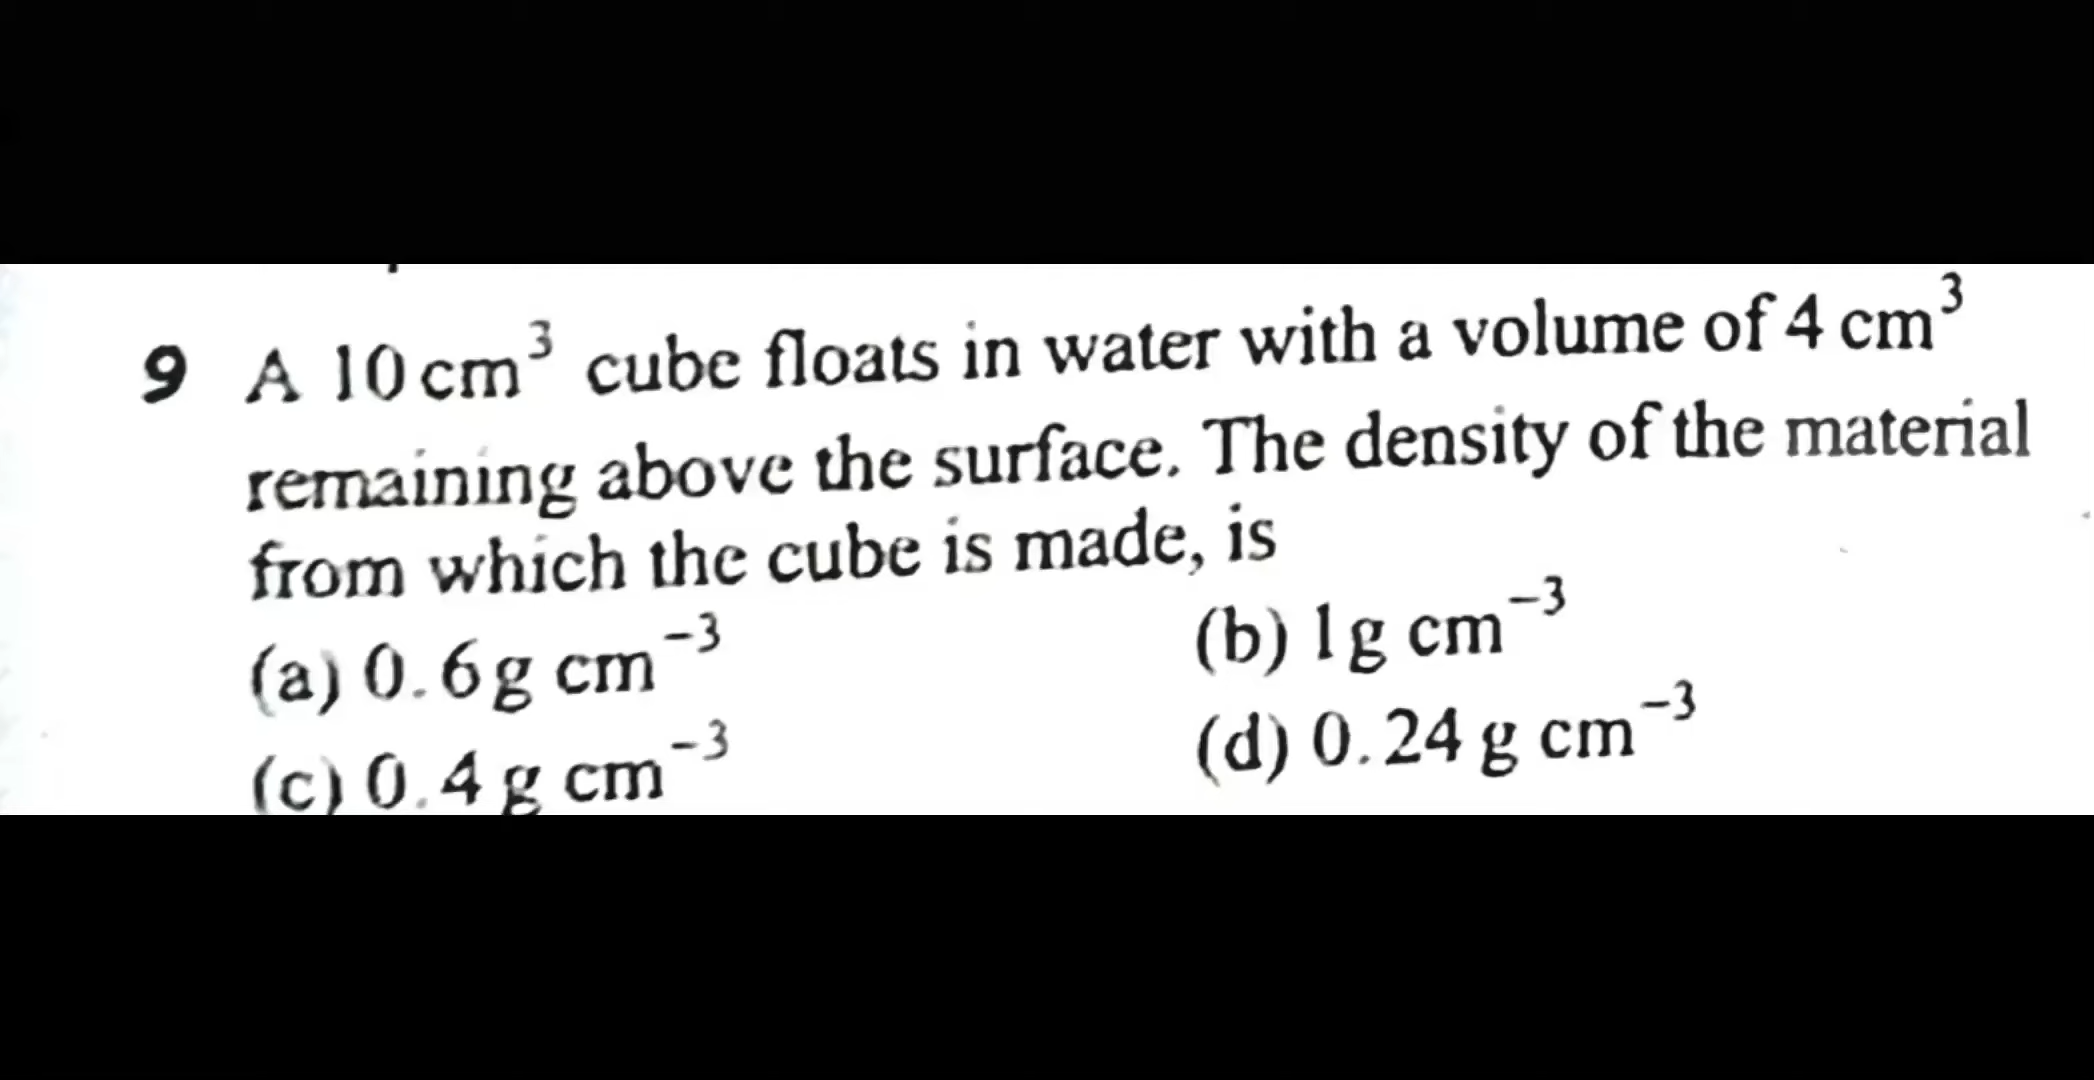 9 A 10 cm³ cube floats in water with a volume of 4 cm³
remaining above the surface. The density of the material
from which the cube is made, is
(a) 0.6 g cm⁻³ (b) 1 g cm⁻³
(c) 0.4 g cm⁻³ (d) 0.24 g cm⁻³